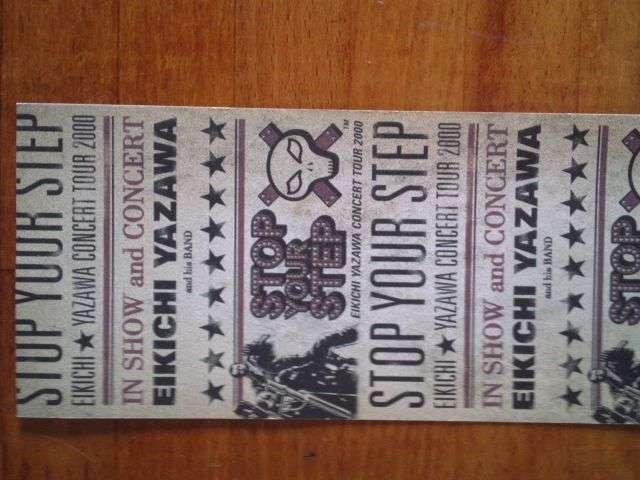 STOP YOUR STEP
EIKICHI ★ YAZAWA CONCERT TOUR 2000
IN SHOW and CONCERT
EIKICHI YAZAWA
and his BAND
TM
STOP
YOUR
STEP
EIKICHI YAZAWA CONCERT TOUR 2000
STOP YOUR STEP
EIKICHI ★ YAZAWA CONCERT TOUR 2000
IN SHOW and CONCERT
EIKICHI YAZAWA
and his BAND
STOP